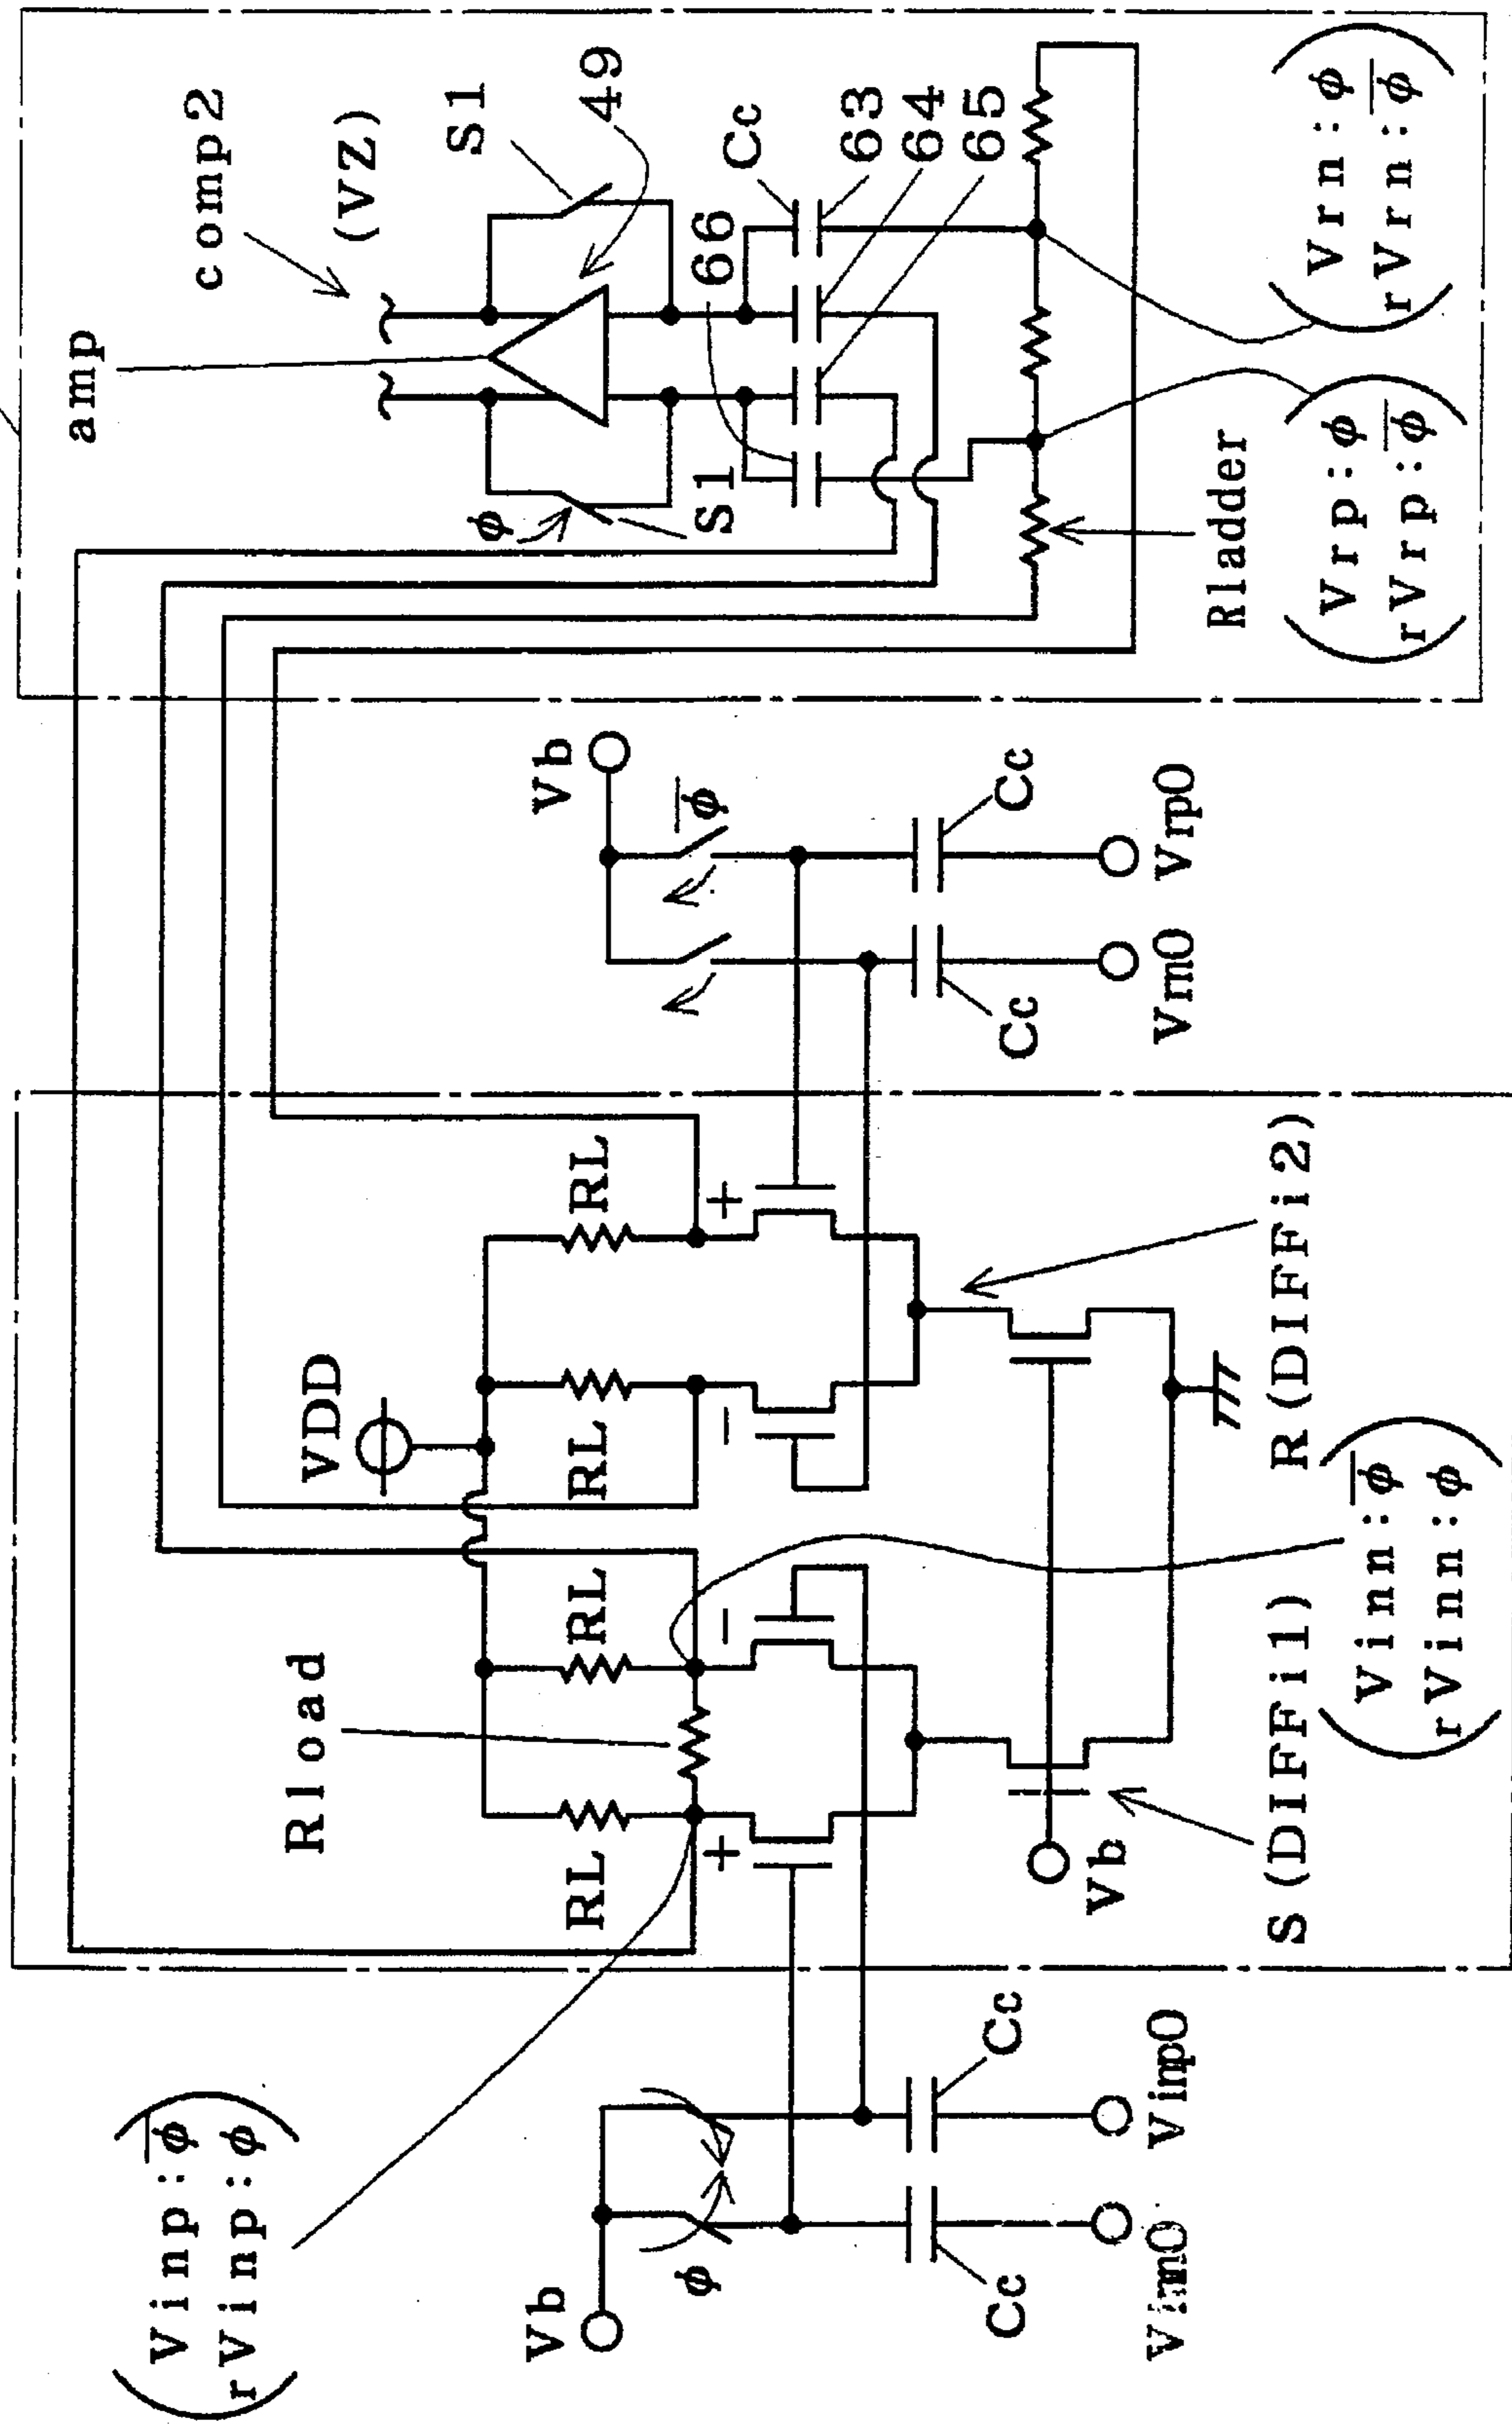 amp
comp2
(VZ)
S1
49
φ
S1
66
Cc
63
64
65
Rladder
Vrp:φ
rVrp:φ̅
Vrn:φ
rVrn:φ̅
Vb
φ̅
Cc
Cc
Vrn0
Vrp0
Rload
VDD
RL
RL
RL
RL
+
−
−
+
Vb
S(DIFFi1)
R(DIFFi2)
Vinn:φ̅
rVinn:φ
Vinp:φ̅
rVinp:φ
Vb
φ
Cc
Cc
Vinp0